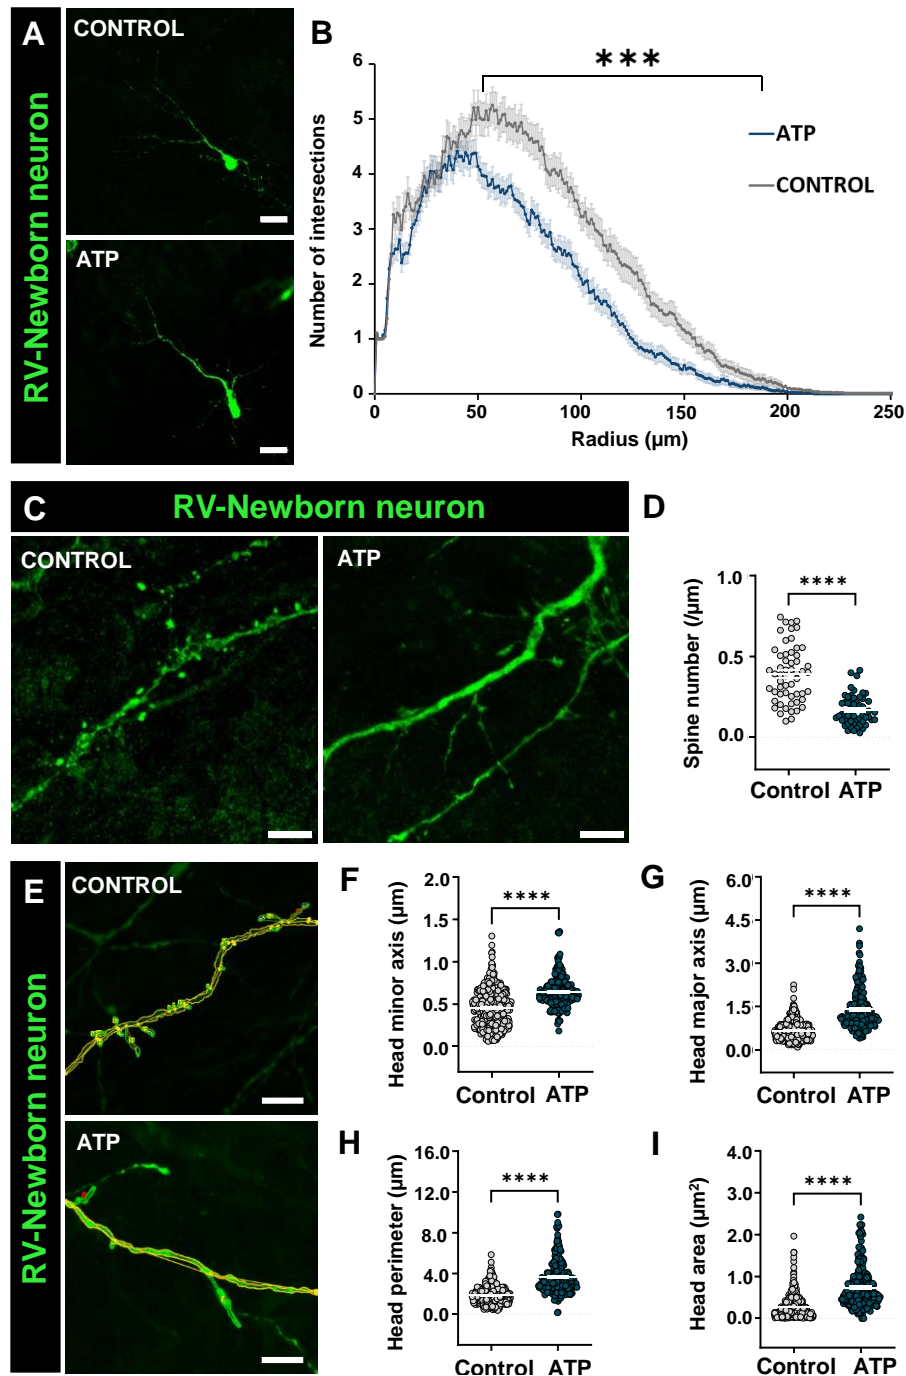 A
RV-Newborn neuron
CONTROL
ATP
B
Number of intersections
6
5
4
3
2
1
0
0 50 100 150 200 250
Radius (µm)
***
ATP
CONTROL
C
RV-Newborn neuron
CONTROL
ATP
D
Spine number (/µm)
1.0
0.5
0.0
****
Control ATP
E
RV-Newborn neuron
CONTROL
ATP
F
Head minor axis (µm)
2.0
1.5
1.0
0.5
0.0
****
Control ATP
G
Head major axis (µm)
6.0
4.5
3.0
1.5
0.0
****
Control ATP
H
Head perimeter (µm)
16.0
12.0
8.0
4.0
0.0
****
Control ATP
I
Head area (µm²)
4.0
3.0
2.0
1.0
0.0
****
Control ATP